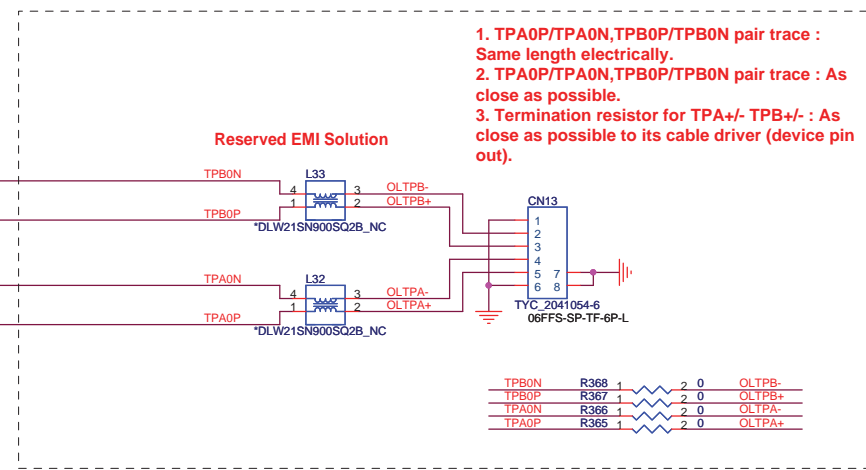 1. TPA0P/TPA0N,TPB0P/TPB0N pair trace :
Same length electrically.
2. TPA0P/TPA0N,TPB0P/TPB0N pair trace : As
close as possible.
3. Termination resistor for TPA+/- TPB+/- : As
close as possible to its cable driver (device pin
out).
Reserved EMI Solution
TPB0N
L33
4
3
OLTPB-
1
2
OLTPB+
TPB0P
*DLW21SN900SQ2B_NC
CN13
1
2
3
4
5 7
6 8
TYC_2041054-6
06FFS-SP-TF-6P-L
TPA0N
L32
4
3
OLTPA-
1
2
OLTPA+
TPA0P
*DLW21SN900SQ2B_NC
TPB0N R368 1 2 0 OLTPB-
TPB0P R367 1 2 0 OLTPB+
TPA0N R366 1 2 0 OLTPA-
TPA0P R365 1 2 0 OLTPA+